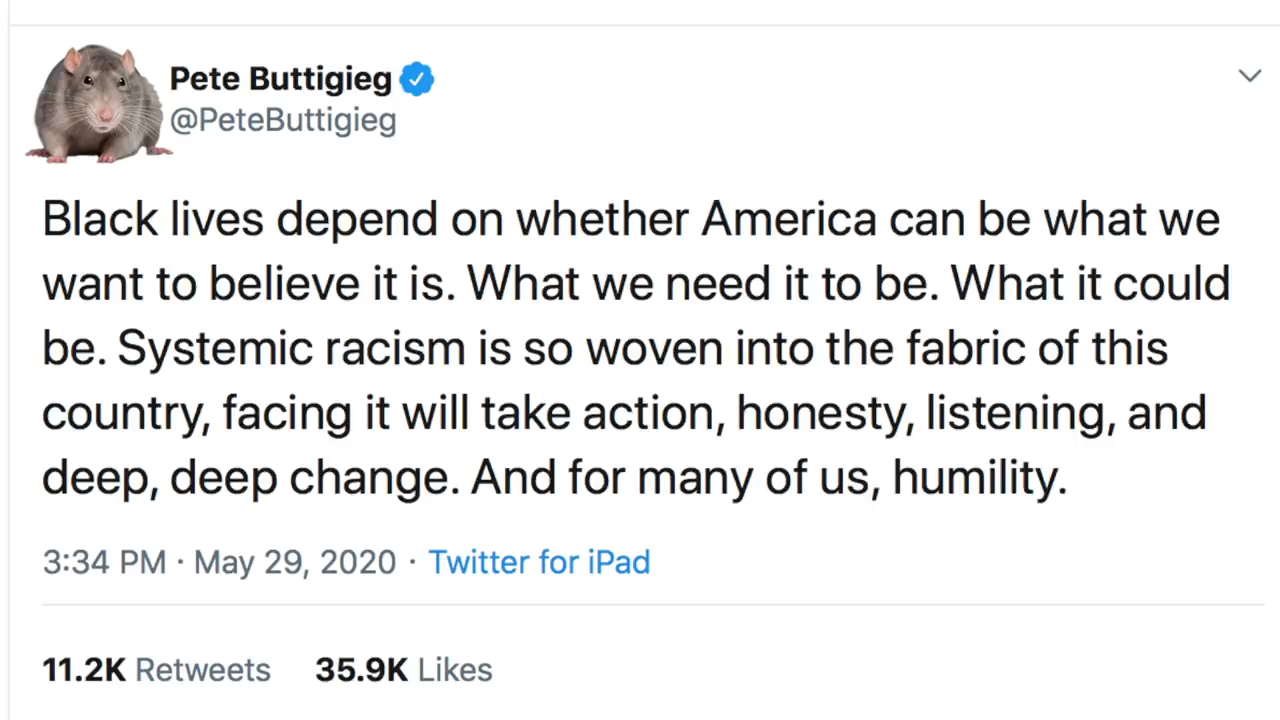 Pete Buttigieg
@PeteButtigieg
Black lives depend on whether America can be what we
want to believe it is. What we need it to be. What it could
be. Systemic racism is so woven into the fabric of this
country, facing it will take action, honesty, listening, and
deep, deep change. And for many of us, humility.
3:34 PM · May 29, 2020 · Twitter for iPad
11.2K Retweets 35.9K Likes